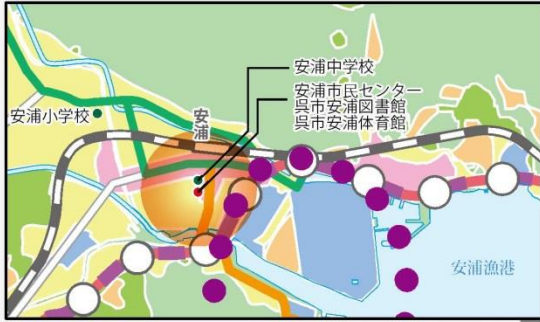 安浦中学校
安浦市民センター
呉市安浦図書館
呉市安浦体育館
安浦小学校
安浦
安浦漁港